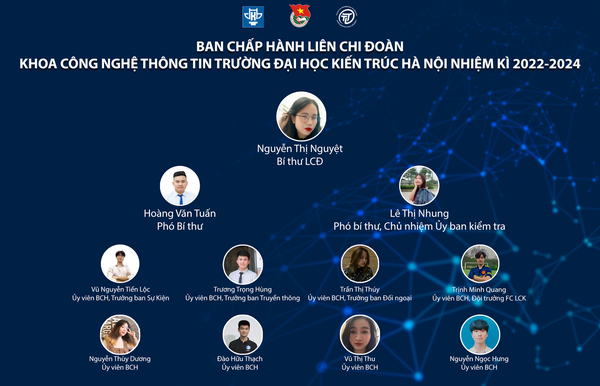 BAN CHẤP HÀNH LIÊN CHI ĐOÀN
KHOA CÔNG NGHỆ THÔNG TIN TRƯỜNG ĐẠI HỌC KIẾN TRÚC HÀ NỘI NHIỆM KÌ 2022-2024
Nguyễn Thị Nguyệt
Bí thư LCĐ
Hoàng Văn Tuấn
Phó Bí thư
Lê Thị Nhung
Phó bí thư, Chủ nhiệm Ủy ban kiểm tra
Vũ Nguyễn Tiến Lộc
Ủy viên BCH, Trưởng ban Sự Kiện
Trương Trọng Hùng
Ủy viên BCH, Trưởng ban Truyền thông
Trần Thị Thúy
Ủy viên BCH, Trưởng ban Đối ngoại
Trịnh Minh Quang
Ủy viên BCH, Đội trưởng FC LCK
Nguyễn Thùy Dương
Ủy viên BCH
Đào Hữu Thạch
Ủy viên BCH
Vũ Thị Thu
Ủy viên BCH
Nguyễn Ngọc Hưng
Ủy viên BCH